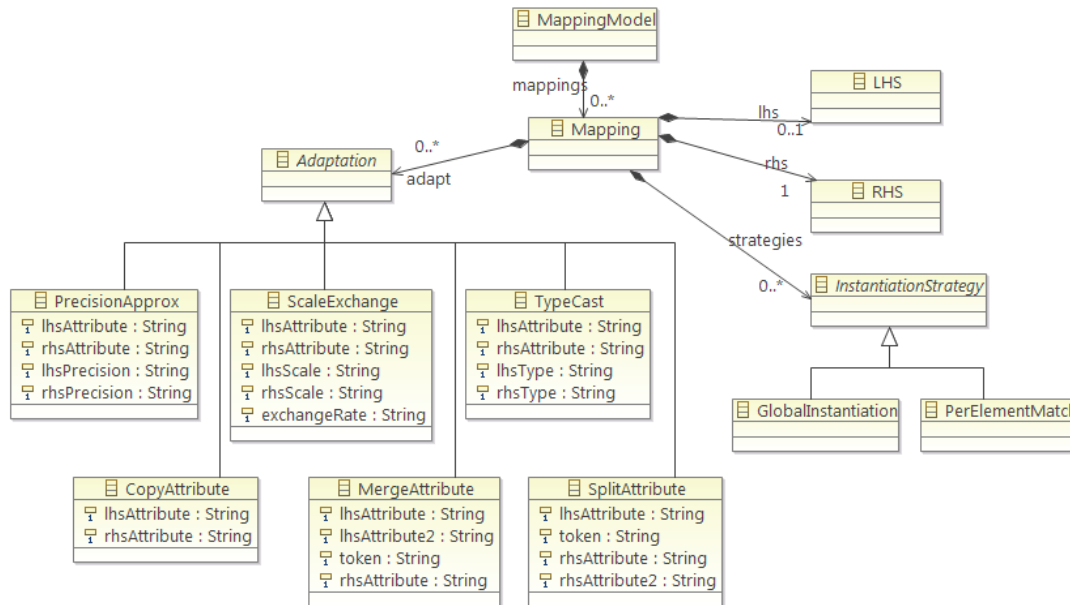 MappingModel
mappings
0..*
LHS
lhs
0..1
Mapping
0..*
Adaptation
adapt
rhs
1
RHS
strategies
0..*
InstantiationStrategy
PrecisionApprox
lhsAttribute : String
rhsAttribute : String
lhsPrecision : String
rhsPrecision : String
ScaleExchange
lhsAttribute : String
rhsAttribute : String
lhsScale : String
rhsScale : String
exchangeRate : String
TypeCast
lhsAttribute : String
rhsAttribute : String
lhsType : String
rhsType : String
GlobalInstantiation
PerElementMatch
CopyAttribute
lhsAttribute : String
rhsAttribute : String
MergeAttribute
lhsAttribute : String
lhsAttribute2 : String
token : String
rhsAttribute : String
SplitAttribute
lhsAttribute : String
token : String
rhsAttribute : String
rhsAttribute2 : String